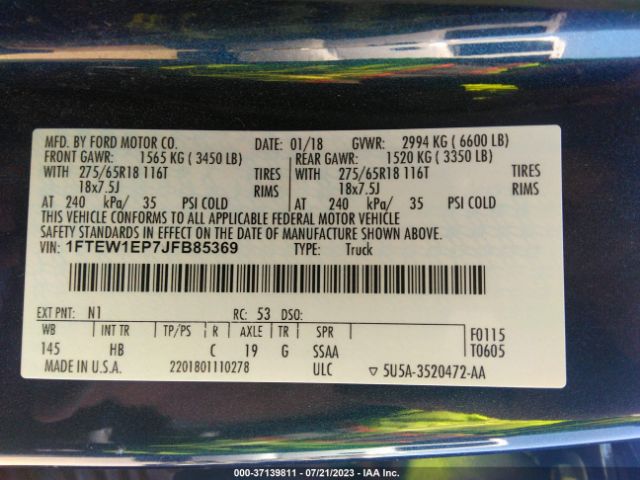 MFD. BY FORD MOTOR CO. DATE: 01/18 GVWR: 2994 KG ( 6600 LB)
FRONT GAWR: 1565 KG ( 3450 LB) REAR GAWR: 1520 KG ( 3350 LB)
WITH 275/65R18 116T TIRES WITH 275/65R18 116T TIRES
18x7.5J RIMS 18x7.5J RIMS
AT 240 kPa/ 35 PSI COLD AT 240 kPa/ 35 PSI COLD
THIS VEHICLE CONFORMS TO ALL APPLICABLE FEDERAL MOTOR VEHICLE
SAFETY STANDARDS IN EFFECT ON THE DATE OF MANUFACTURE SHOWN ABOVE.
VIN: 1FTEW1EP7JFB85369 TYPE: Truck
EXT PNT: N1 RC: 53 DSO:
WB INT TR TP/PS R AXLE TR SPR F0115
145 HB C 19 G SSAA T0605
MADE IN U.S.A. 2201801110278 ULC ▽ 5U5A-3520472-AA
000-37139811 - 07/21/2023 - IAA Inc.